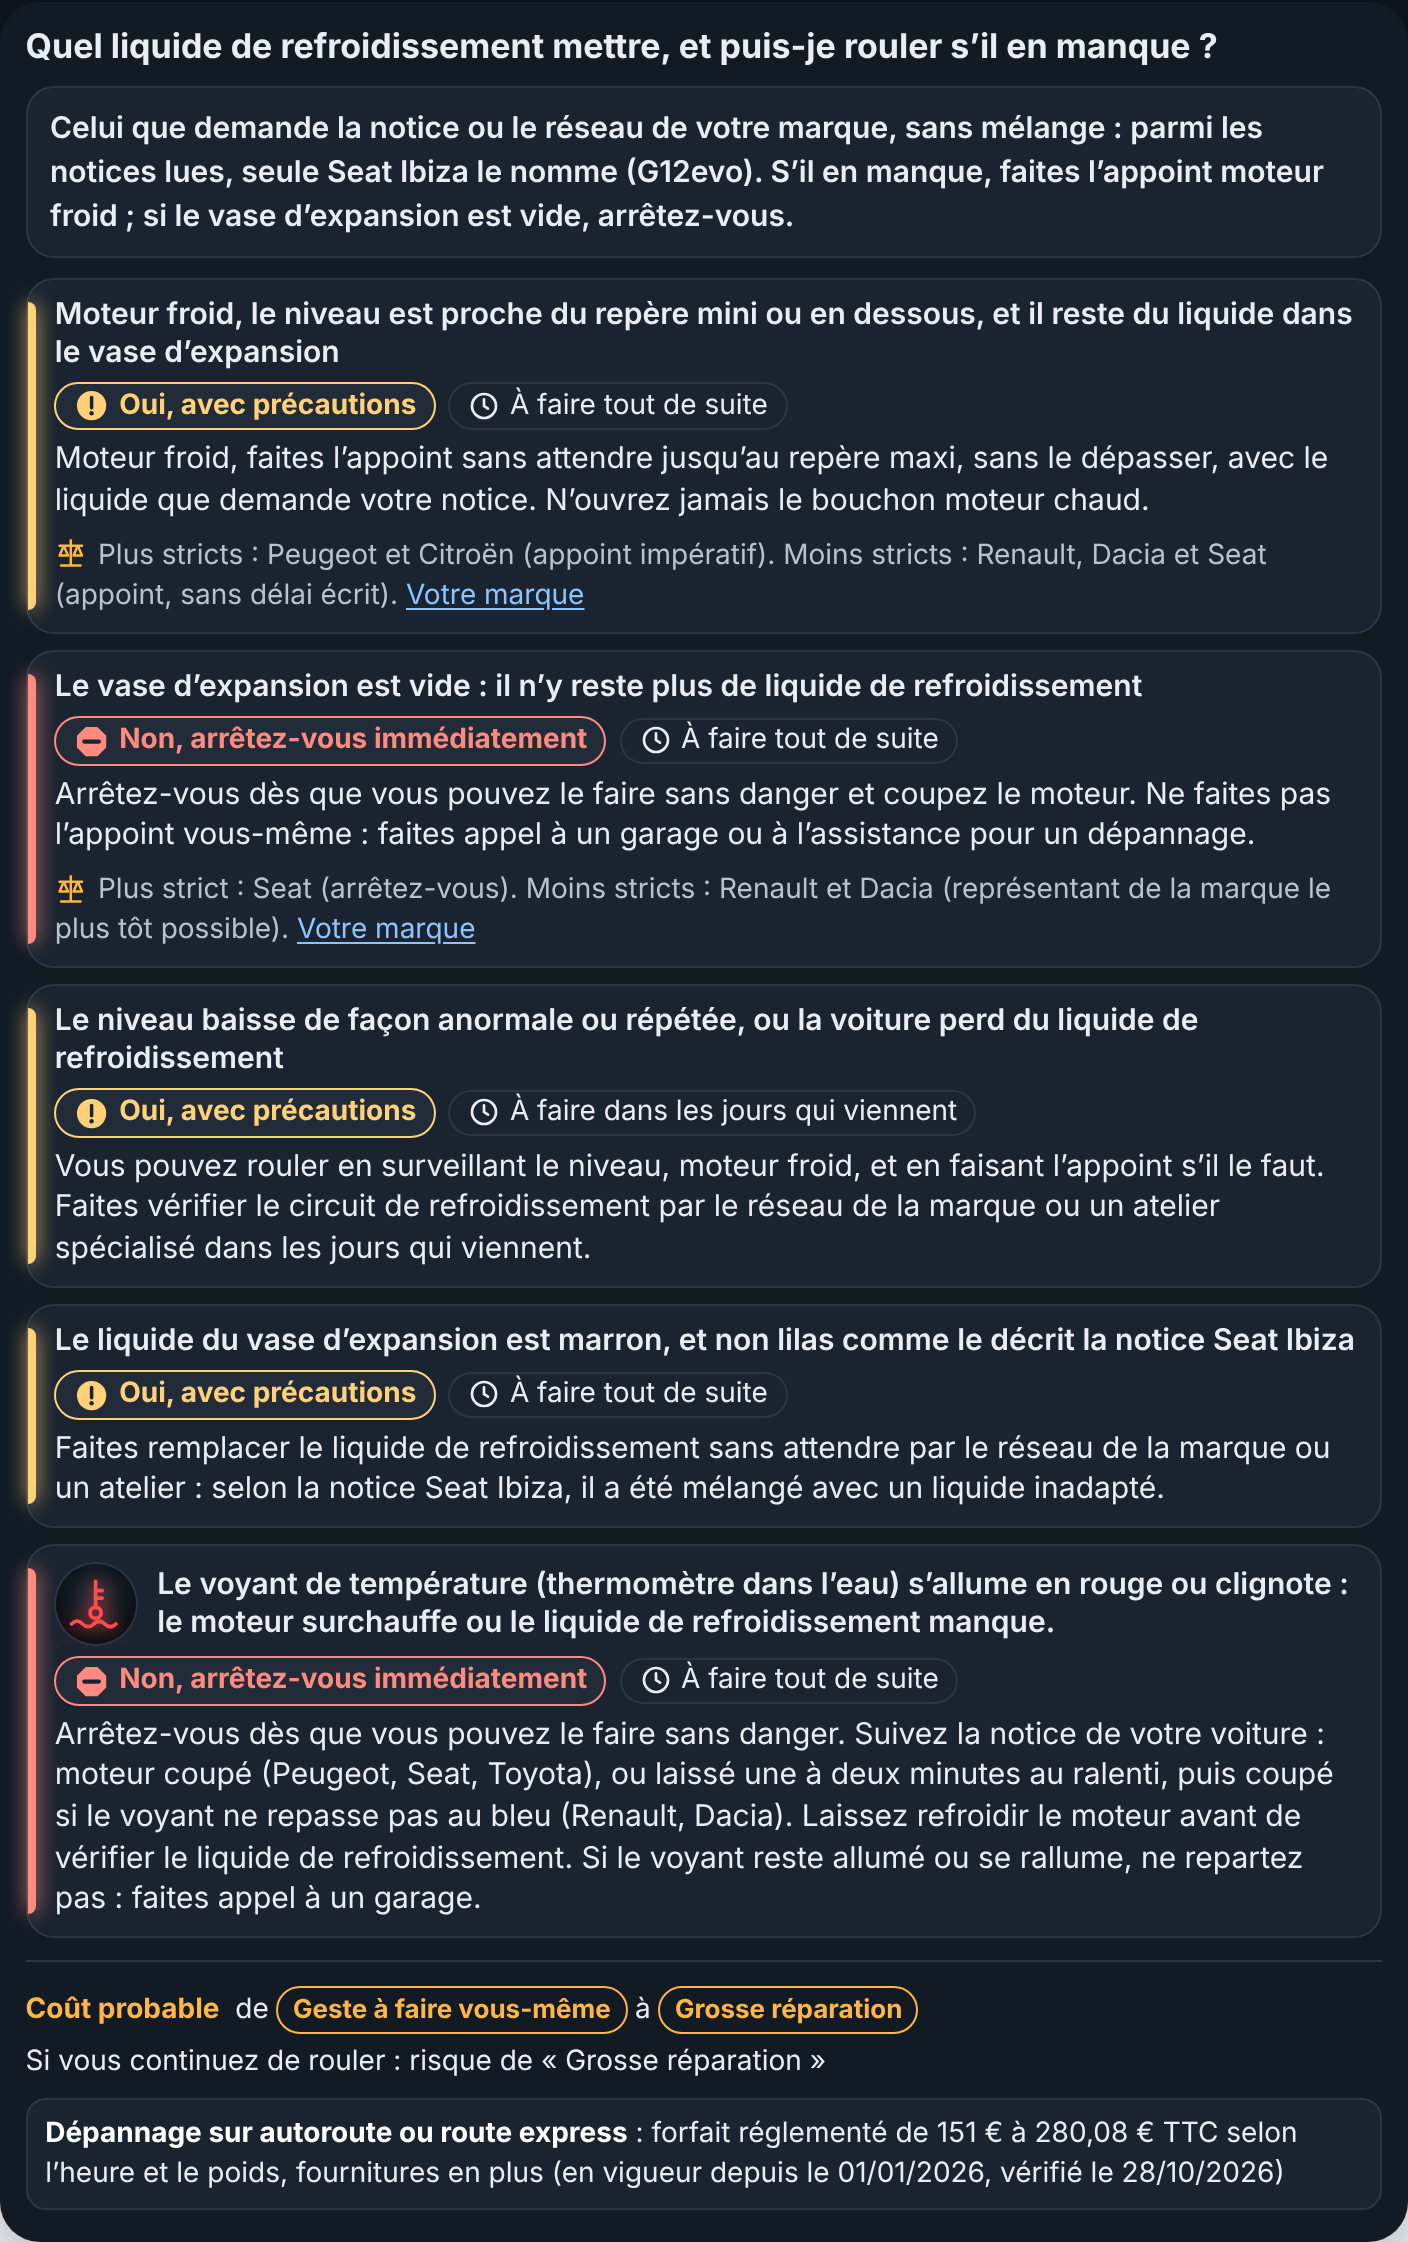 Quel liquide de refroidissement mettre, et puis-je rouler s’il en manque ?
Celui que demande la notice ou le réseau de votre marque, sans mélange : parmi les
notices lues, seule Seat Ibiza le nomme (G12evo). S’il en manque, faites l’appoint moteur
froid ; si le vase d’expansion est vide, arrêtez-vous.
Moteur froid, le niveau est proche du repère mini ou en dessous, et il reste du liquide dans
le vase d’expansion
Oui, avec précautions
À faire tout de suite
Moteur froid, faites l’appoint sans attendre jusqu’au repère maxi, sans le dépasser, avec le
liquide que demande votre notice. N’ouvrez jamais le bouchon moteur chaud.
Plus stricts : Peugeot et Citroën (appoint impératif). Moins stricts : Renault, Dacia et Seat
(appoint, sans délai écrit). Votre marque
Le vase d’expansion est vide : il n’y reste plus de liquide de refroidissement
Non, arrêtez-vous immédiatement
À faire tout de suite
Arrêtez-vous dès que vous pouvez le faire sans danger et coupez le moteur. Ne faites pas
l’appoint vous-même : faites appel à un garage ou à l’assistance pour un dépannage.
Plus strict : Seat (arrêtez-vous). Moins stricts : Renault et Dacia (représentant de la marque le
plus tôt possible). Votre marque
Le niveau baisse de façon anormale ou répétée, ou la voiture perd du liquide de
refroidissement
Oui, avec précautions
À faire dans les jours qui viennent
Vous pouvez rouler en surveillant le niveau, moteur froid, et en faisant l’appoint s’il le faut.
Faites vérifier le circuit de refroidissement par le réseau de la marque ou un atelier
spécialisé dans les jours qui viennent.
Le liquide du vase d’expansion est marron, et non lilas comme le décrit la notice Seat Ibiza
Oui, avec précautions
À faire tout de suite
Faites remplacer le liquide de refroidissement sans attendre par le réseau de la marque ou
un atelier : selon la notice Seat Ibiza, il a été mélangé avec un liquide inadapté.
Le voyant de température (thermomètre dans l’eau) s’allume en rouge ou clignote :
le moteur surchauffe ou le liquide de refroidissement manque.
Non, arrêtez-vous immédiatement
À faire tout de suite
Arrêtez-vous dès que vous pouvez le faire sans danger. Suivez la notice de votre voiture :
moteur coupé (Peugeot, Seat, Toyota), ou laissé une à deux minutes au ralenti, puis coupé
si le voyant ne repasse pas au bleu (Renault, Dacia). Laissez refroidir le moteur avant de
vérifier le liquide de refroidissement. Si le voyant reste allumé ou se rallume, ne repartez
pas : faites appel à un garage.
Coût probable de Geste à faire vous-même à Grosse réparation
Si vous continuez de rouler : risque de « Grosse réparation »
Dépannage sur autoroute ou route express : forfait réglementé de 151 € à 280,08 € TTC selon
l’heure et le poids, fournitures en plus (en vigueur depuis le 01/01/2026, vérifié le 28/10/2026)